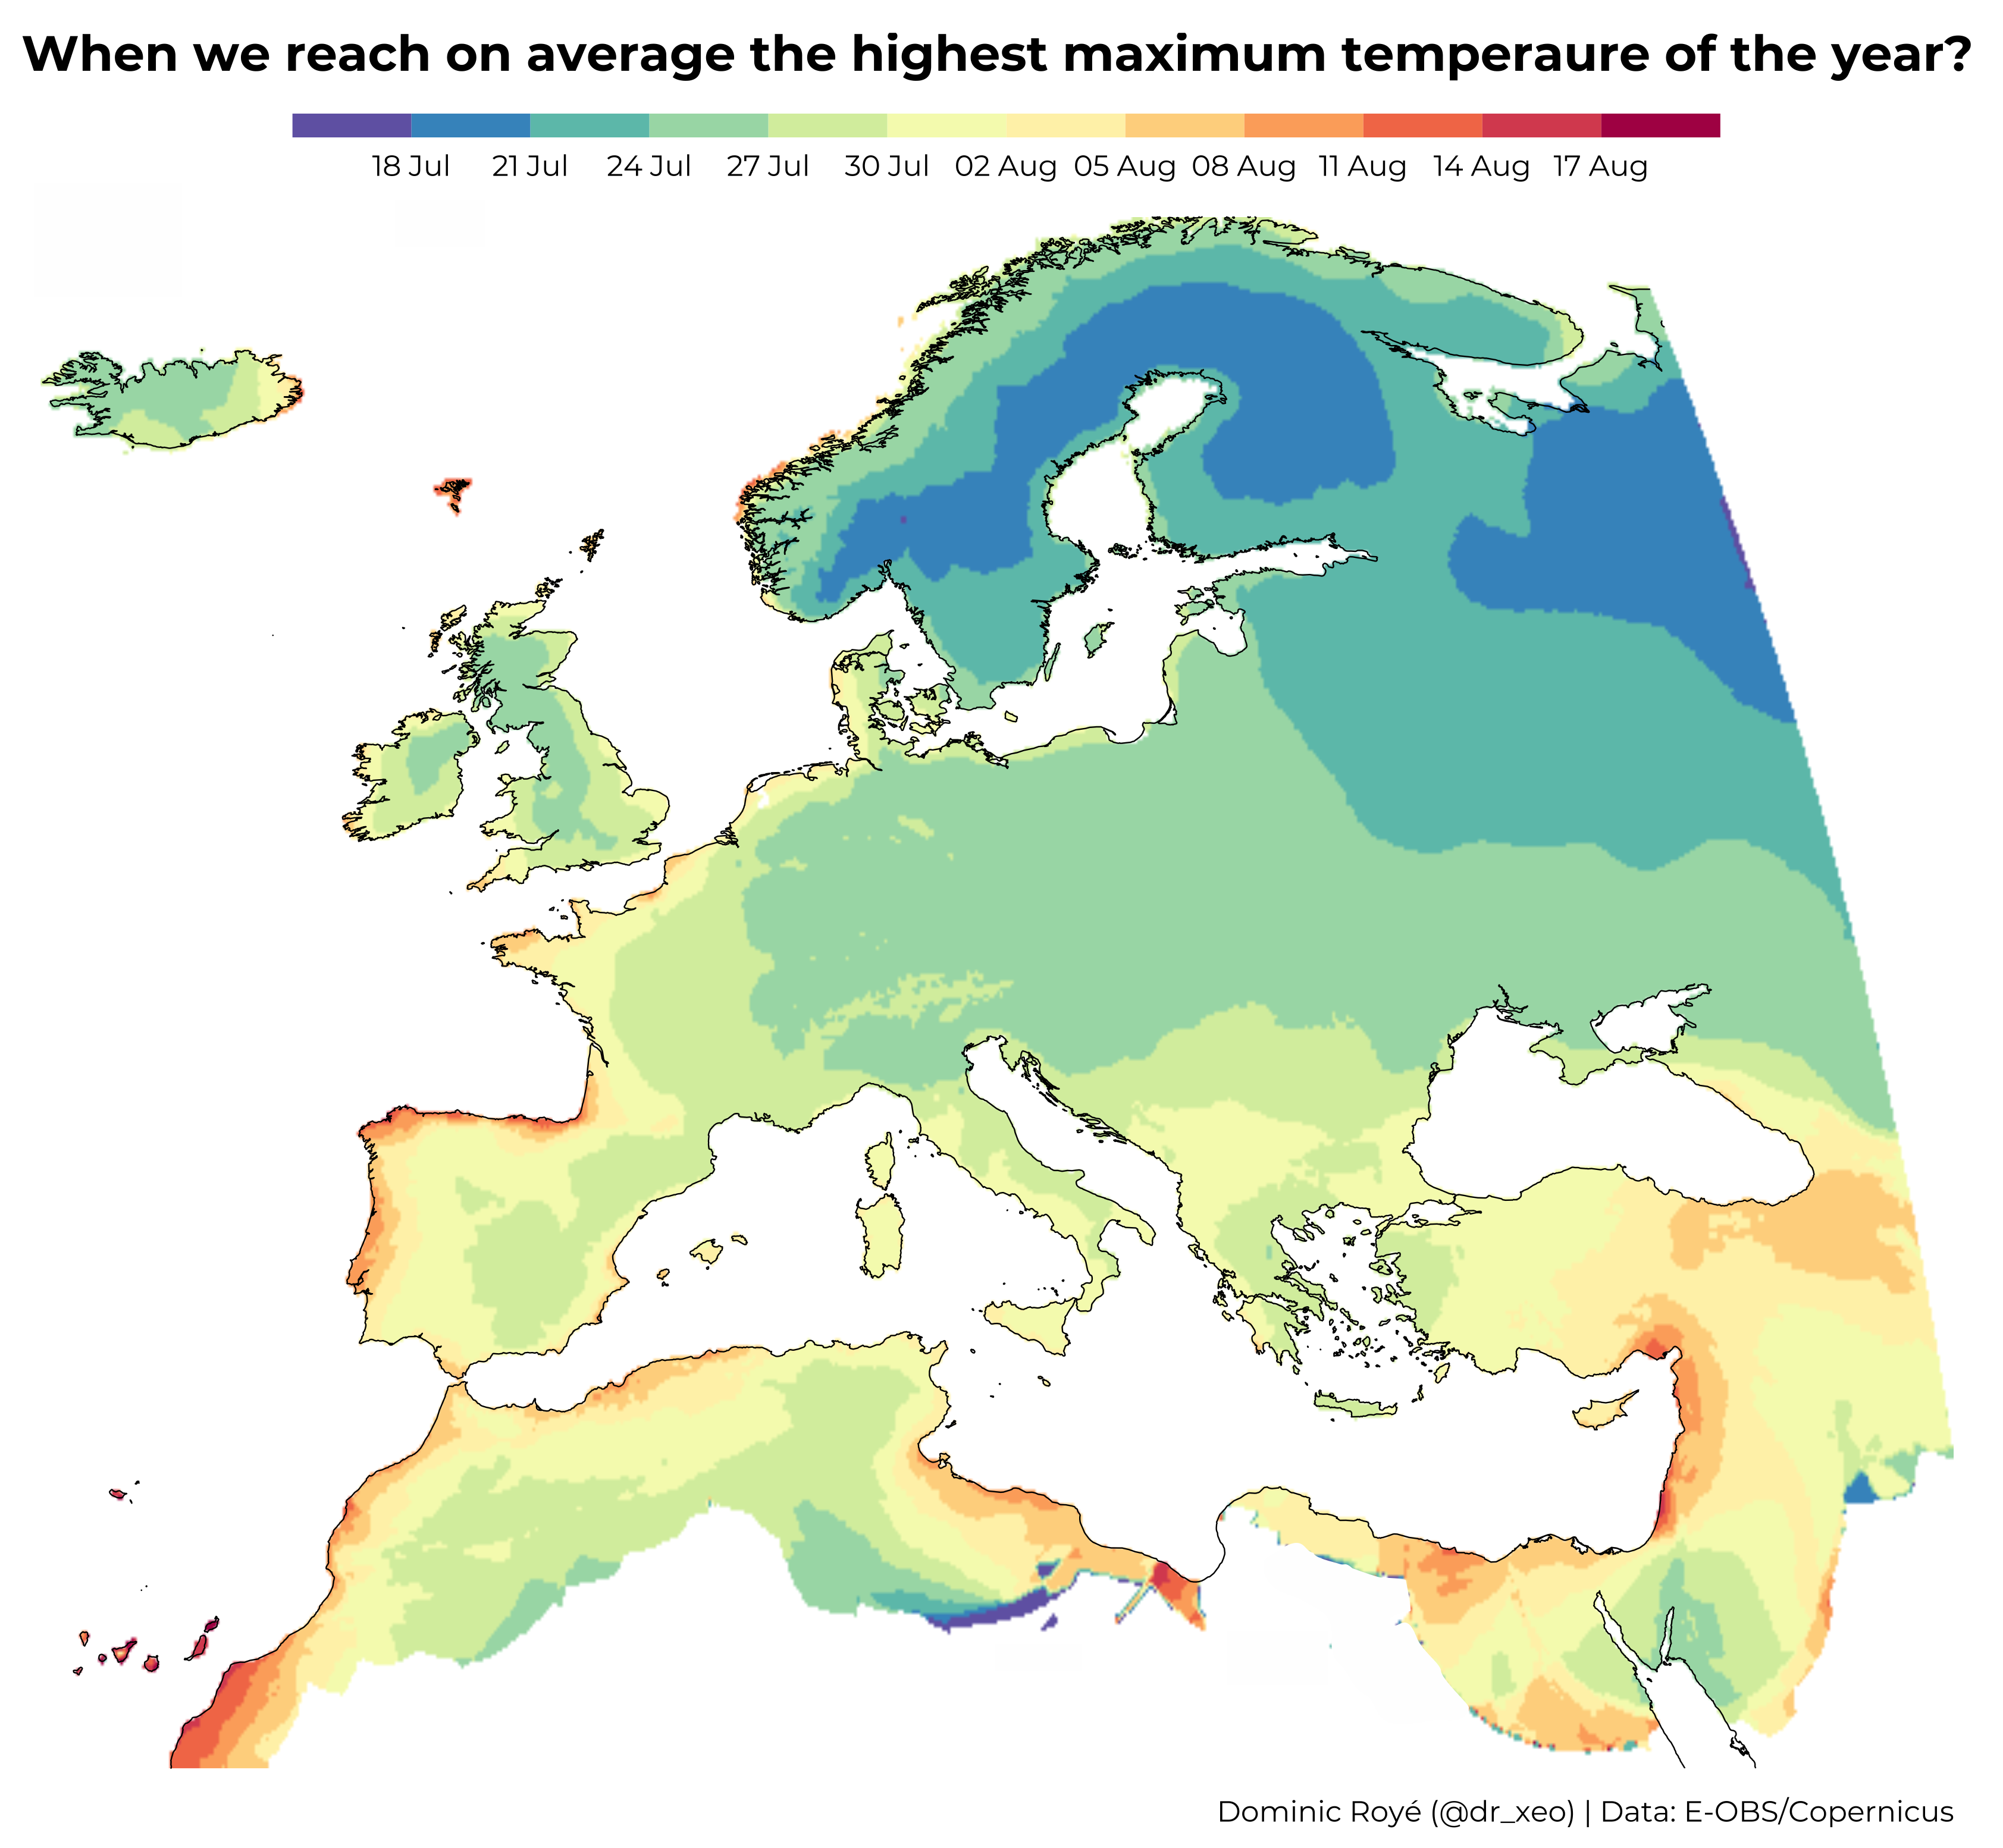 When we reach on average the highest maximum temperaure of the year?
18 Jul 21 Jul 24 Jul 27 Jul 30 Jul 02 Aug 05 Aug 08 Aug 11 Aug 14 Aug 17 Aug
Dominic Royé (@dr_xeo) | Data: E-OBS/Copernicus